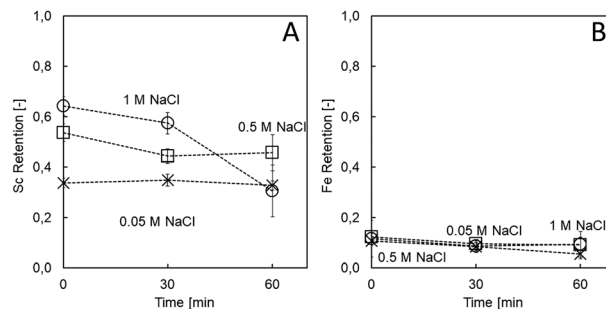 A
1,0
0,8
0,6
0,4
0,2
0,0
Sc Retention [-]
1 M NaCl
0.5 M NaCl
0.05 M NaCl
0
30
60
Time [min
B
1,0
0,8
0,6
0,4
0,2
0,0
Fe Retention [-]
0.05 M NaCl
1 M NaCl
0.5 M NaCl
0
30
60
Time [min